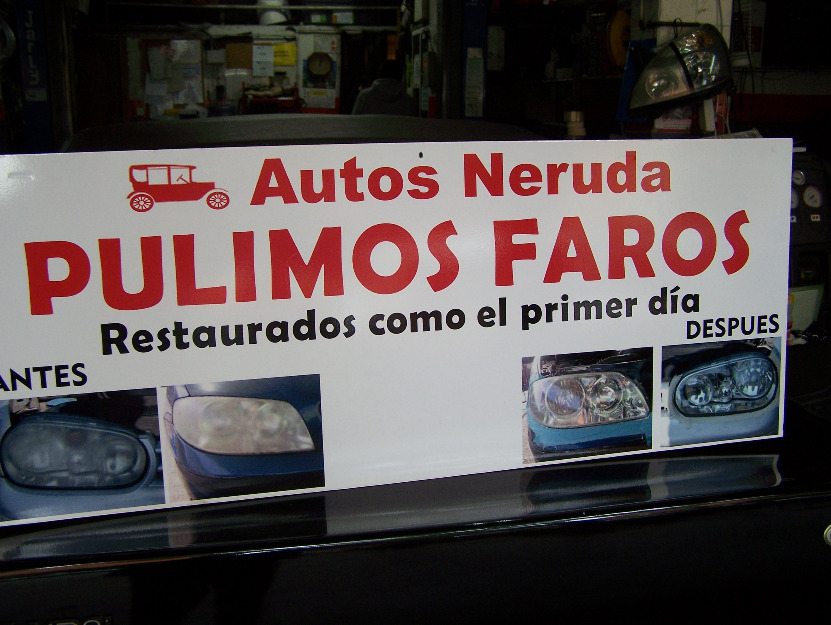 Autos Neruda
PULIMOS FAROS
Restaurados como el primer día
ANTES
DESPUES